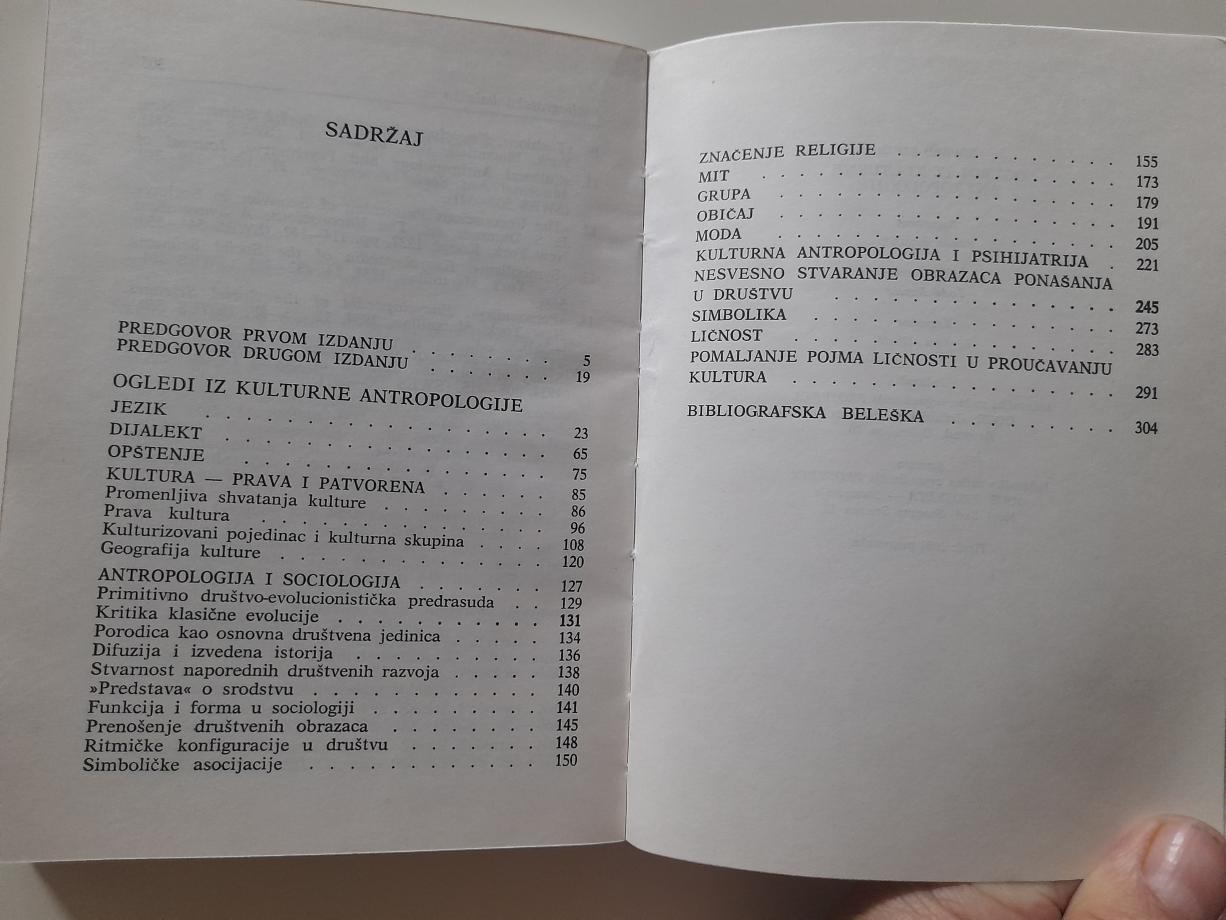 SADRŽAJ
PREDGOVOR PRVOM IZDANJU . . . . . . . 5
PREDGOVOR DRUGOM IZDANJU . . . . . . . 19
OGLEDI IZ KULTURNE ANTROPOLOGIJE
JEZIK . . . . . . . . . . . . . . . . 23
DIJALEKT . . . . . . . . . . . . . . . 65
OPŠTENJE . . . . . . . . . . . . . . . 75
KULTURA — PRAVA I PATVORENA . . . . . . 85
Promenljiva shvatanja kulture . . . . . . . . 86
Prava kultura . . . . . . . . . . . . . . 96
Kulturizovani pojedinac i kulturna skupina . . . . 108
Geografija kulture . . . . . . . . . . . . . 120
ANTROPOLOGIJA I SOCIOLOGIJA . . . . . . . 127
Primitivno društvo-evolucionistička predrasuda . . 129
Kritika klasične evolucije . . . . . . . . . . . 131
Porodica kao osnovna društvena jedinica . . . . . 134
Difuzija i izvedena istorija . . . . . . . . . . 136
Stvarnost naporednih društvenih razvoja . . . . . 138
»Predstava« o srodstvu . . . . . . . . . . . . 140
Funkcija i forma u sociologiji . . . . . . . . . 141
Prenošenje društvenih obrazaca . . . . . . . . 145
Ritmičke konfiguracije u društvu . . . . . . . 148
Simboličke asocijacije . . . . . . . . . . . . 150
ZNAČENJE RELIGIJE . . . . . . . . . . . . 155
MIT . . . . . . . . . . . . . . . . . . 173
GRUPA . . . . . . . . . . . . . . . . . 179
OBIČAJ . . . . . . . . . . . . . . . . . 191
MODA . . . . . . . . . . . . . . . . . 205
KULTURNA ANTROPOLOGIJA I PSIHIJATRIJA . 221
NESVESNO STVARANJE OBRAZACA PONAŠANJA
U DRUŠTVU . . . . . . . . . . . . . . . 245
SIMBOLIKA . . . . . . . . . . . . . . . . 273
LIČNOST . . . . . . . . . . . . . . . . . 283
POMALJANJE POJMA LIČNOSTI U PROUČAVANJU
KULTURA . . . . . . . . . . . . . . . . . 291
BIBLIOGRAFSKA BELEŠKA . . . . . . . . . 304